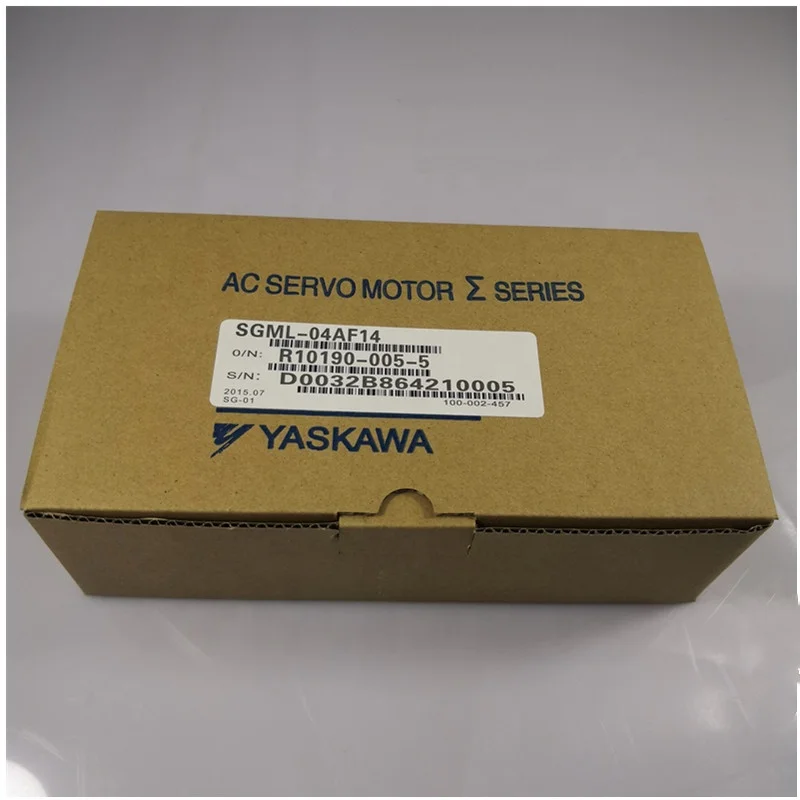 AC SERVO MOTOR Σ SERIES
SGML-04AF14
O/N: R10190-005-5
S/N: D0032B864210005
2015.07
SG-01 100-002-457
YASKAWA